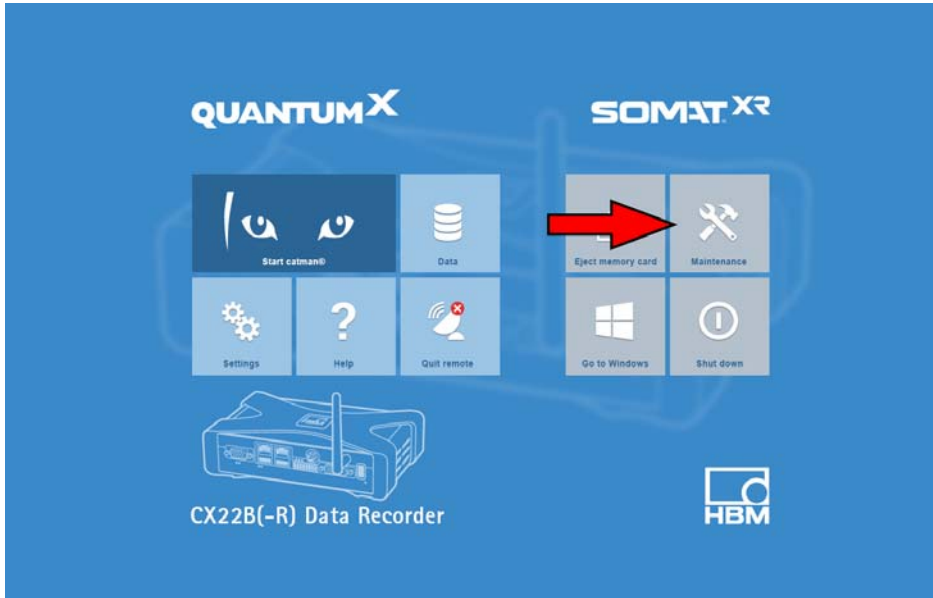 QUANTUMX
SOMAT XR
Start catman®
Data
Eject memory card
Maintenance
Settings
Help
Quit remote
Go to Windows
Shut down
CX22B(-R) Data Recorder
HBM